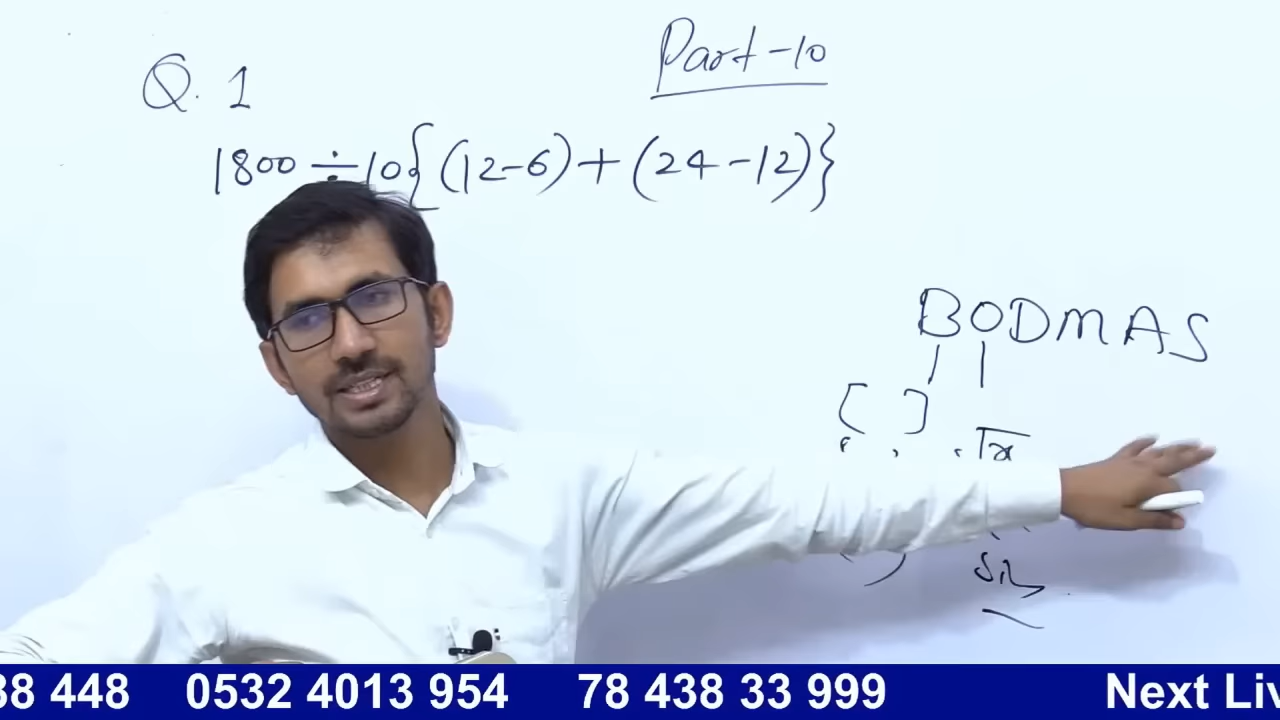 Part-10
Q. 1
1800 ÷ 10{(12-6)+(24-12)}
BODMAS
[ ]
√x
38 448 0532 4013 954 78 438 33 999 Next Liv